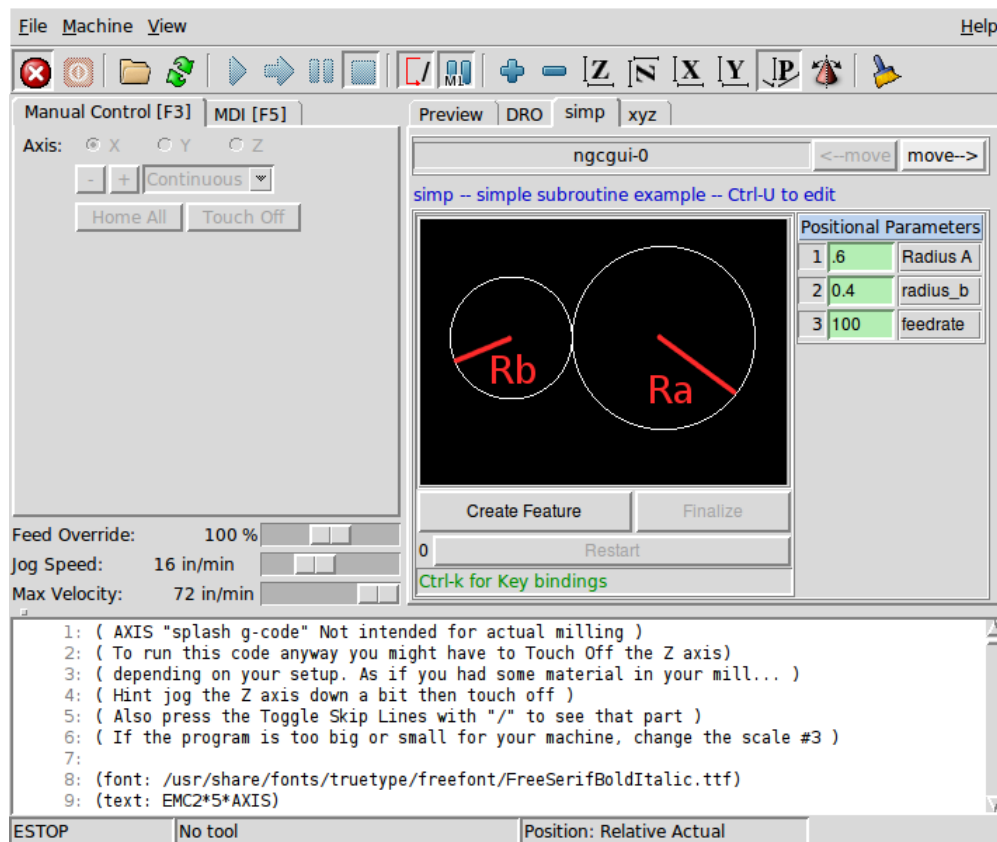 File Machine View Help
M1 Z N X Y P
Manual Control [F3] MDI [F5]
Preview DRO simp xyz
Axis: X Y Z
- + Continuous
Home All Touch Off
ngcgui-0 <--move move-->
simp -- simple subroutine example -- Ctrl-U to edit
Rb
Ra
Positional Parameters
1 .6 Radius A
2 0.4 radius_b
3 100 feedrate
Create Feature Finalize
0 Restart
Ctrl-k for Key bindings
Feed Override: 100 %
Jog Speed: 16 in/min
Max Velocity: 72 in/min
1: ( AXIS "splash g-code" Not intended for actual milling )
2: ( To run this code anyway you might have to Touch Off the Z axis)
3: ( depending on your setup. As if you had some material in your mill... )
4: ( Hint jog the Z axis down a bit then touch off )
5: ( Also press the Toggle Skip Lines with "/" to see that part )
6: ( If the program is too big or small for your machine, change the scale #3 )
7:
8: (font: /usr/share/fonts/truetype/freefont/FreeSerifBoldItalic.ttf)
9: (text: EMC2*5*AXIS)
ESTOP No tool Position: Relative Actual